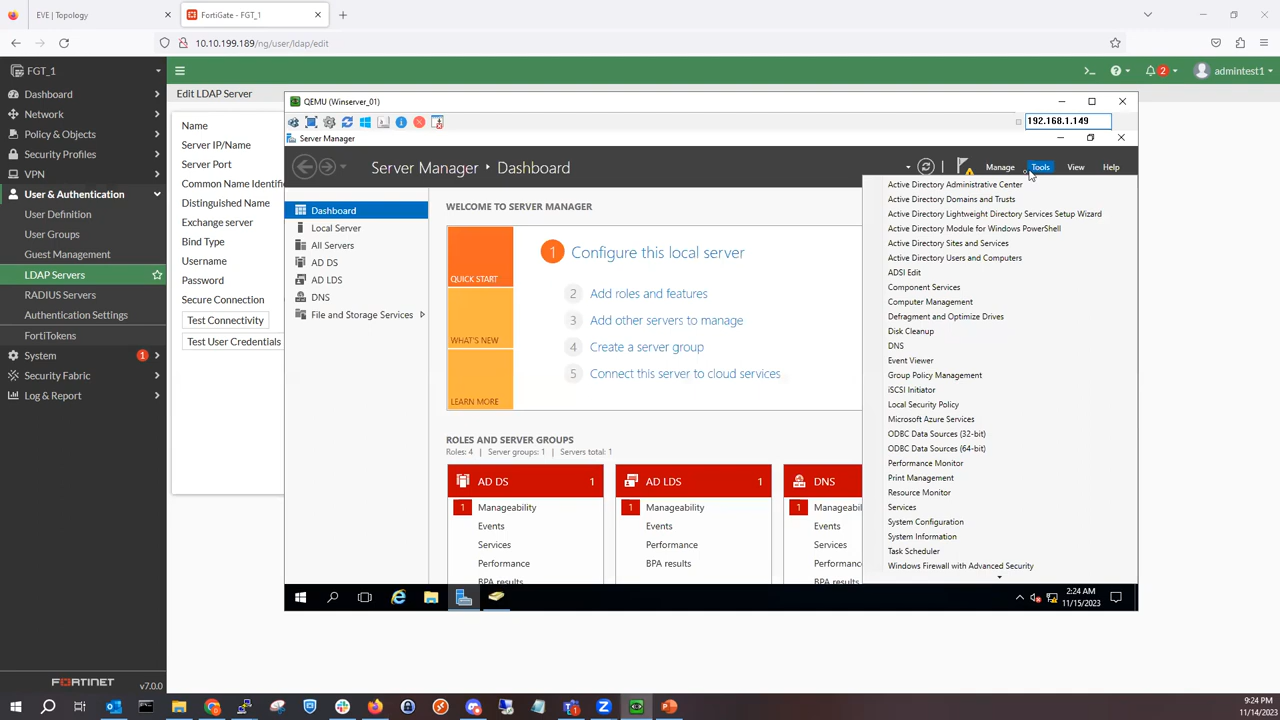 EVE | Topology
FortiGate - FGT_1
10.10.199.189/ng/user/ldap/edit
FGT_1
2
admintest1
Dashboard
Network
Policy & Objects
Security Profiles
VPN
User & Authentication
User Definition
User Groups
Guest Management
LDAP Servers
RADIUS Servers
Authentication Settings
FortiTokens
System
1
Security Fabric
Log & Report
FORTINET
v7.0.0
Edit LDAP Server
Name
Server IP/Name
Server Port
Common Name Identifi
Distinguished Name
Exchange server
Bind Type
Username
Password
Secure Connection
Test Connectivity
Test User Credentials
QEMU (Winserver_01)
192.168.1.149
Server Manager
Server Manager • Dashboard
Manage
Tools
View
Help
Dashboard
Local Server
All Servers
AD DS
AD LDS
DNS
File and Storage Services
WELCOME TO SERVER MANAGER
QUICK START
WHAT'S NEW
LEARN MORE
1 Configure this local server
2 Add roles and features
3 Add other servers to manage
4 Create a server group
5 Connect this server to cloud services
ROLES AND SERVER GROUPS
Roles: 4 | Server groups: 1 | Servers total: 1
AD DS 1
1 Manageability
Events
Services
Performance
BPA results
AD LDS 1
1 Manageability
Events
Performance
BPA results
DNS
1 Manageabil
Events
Services
Performanc
BPA results
Active Directory Administrative Center
Active Directory Domains and Trusts
Active Directory Lightweight Directory Services Setup Wizard
Active Directory Module for Windows PowerShell
Active Directory Sites and Services
Active Directory Users and Computers
ADSI Edit
Component Services
Computer Management
Defragment and Optimize Drives
Disk Cleanup
DNS
Event Viewer
Group Policy Management
iSCSI Initiator
Local Security Policy
Microsoft Azure Services
ODBC Data Sources (32-bit)
ODBC Data Sources (64-bit)
Performance Monitor
Print Management
Resource Monitor
Services
System Configuration
System Information
Task Scheduler
Windows Firewall with Advanced Security
2:24 AM
11/15/2023
9:24 PM
11/14/2023